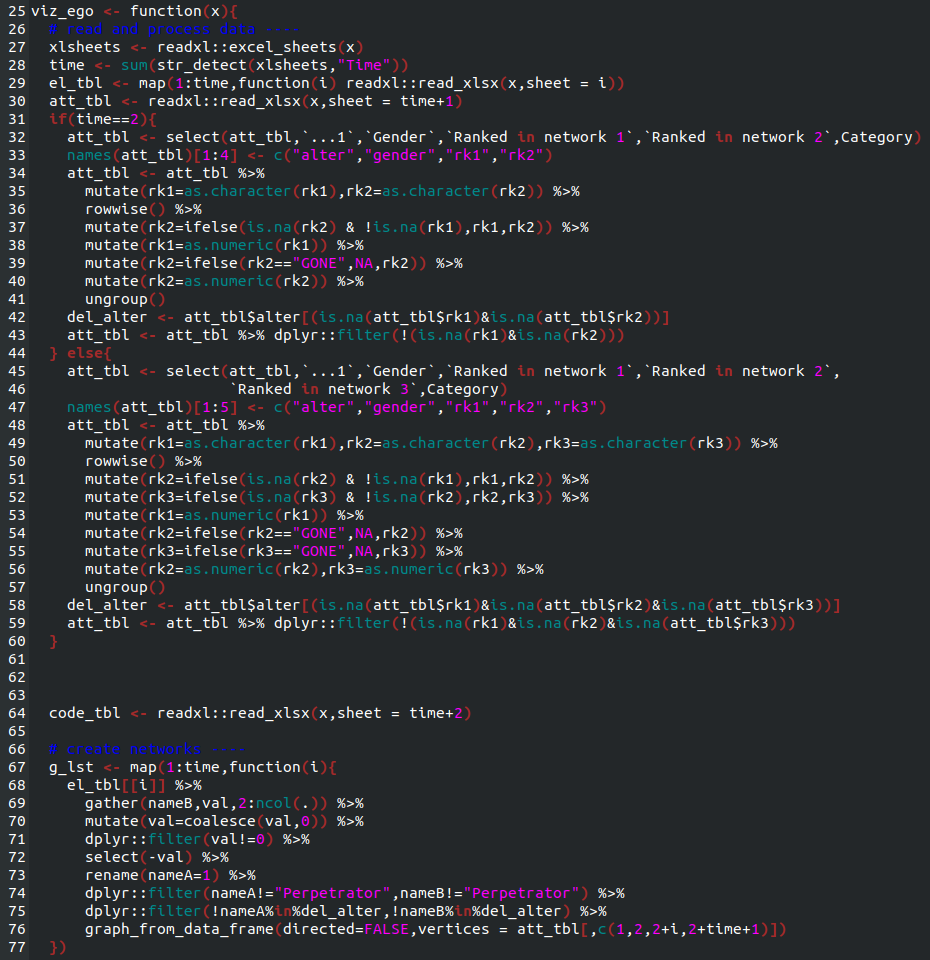 25 viz_ego <- function(x){
26   # read and process data ----
27   xlsheets <- readxl::excel_sheets(x)
28   time <- sum(str_detect(xlsheets,"Time"))
29   el_tbl <- map(1:time,function(i) readxl::read_xlsx(x,sheet = i))
30   att_tbl <- readxl::read_xlsx(x,sheet = time+1)
31   if(time==2){
32     att_tbl <- select(att_tbl,`...1`,`Gender`,`Ranked in network 1`,`Ranked in network 2`,Category)
33     names(att_tbl)[1:4] <- c("alter","gender","rk1","rk2")
34     att_tbl <- att_tbl %>%
35       mutate(rk1=as.character(rk1),rk2=as.character(rk2)) %>%
36       rowwise() %>%
37       mutate(rk2=ifelse(is.na(rk2) & !is.na(rk1),rk1,rk2)) %>%
38       mutate(rk1=as.numeric(rk1)) %>%
39       mutate(rk2=ifelse(rk2=="GONE",NA,rk2)) %>%
40       mutate(rk2=as.numeric(rk2)) %>%
41       ungroup()
42     del_alter <- att_tbl$alter[(is.na(att_tbl$rk1)&is.na(att_tbl$rk2))]
43     att_tbl <- att_tbl %>% dplyr::filter(!(is.na(rk1)&is.na(rk2)))
44   } else{
45     att_tbl <- select(att_tbl,`...1`,`Gender`,`Ranked in network 1`,`Ranked in network 2`,
46                       `Ranked in network 3`,Category)
47     names(att_tbl)[1:5] <- c("alter","gender","rk1","rk2","rk3")
48     att_tbl <- att_tbl %>%
49       mutate(rk1=as.character(rk1),rk2=as.character(rk2),rk3=as.character(rk3)) %>%
50       rowwise() %>%
51       mutate(rk2=ifelse(is.na(rk2) & !is.na(rk1),rk1,rk2)) %>%
52       mutate(rk3=ifelse(is.na(rk3) & !is.na(rk2),rk2,rk3)) %>%
53       mutate(rk1=as.numeric(rk1)) %>%
54       mutate(rk2=ifelse(rk2=="GONE",NA,rk2)) %>%
55       mutate(rk3=ifelse(rk3=="GONE",NA,rk3)) %>%
56       mutate(rk2=as.numeric(rk2),rk3=as.numeric(rk3)) %>%
57       ungroup()
58     del_alter <- att_tbl$alter[(is.na(att_tbl$rk1)&is.na(att_tbl$rk2)&is.na(att_tbl$rk3))]
59     att_tbl <- att_tbl %>% dplyr::filter(!(is.na(rk1)&is.na(rk2)&is.na(att_tbl$rk3)))
60   }
61
62
63
64   code_tbl <- readxl::read_xlsx(x,sheet = time+2)
65
66   # create networks ----
67   g_lst <- map(1:time,function(i){
68     el_tbl[[i]] %>%
69       gather(nameB,val,2:ncol(.)) %>%
70       mutate(val=coalesce(val,0)) %>%
71       dplyr::filter(val!=0) %>%
72       select(-val) %>%
73       rename(nameA=1) %>%
74       dplyr::filter(nameA!="Perpetrator",nameB!="Perpetrator") %>%
75       dplyr::filter(!nameA%in%del_alter,!nameB%in%del_alter) %>%
76       graph_from_data_frame(directed=FALSE,vertices = att_tbl[,c(1,2,2+i,2+time+1)])
77   })